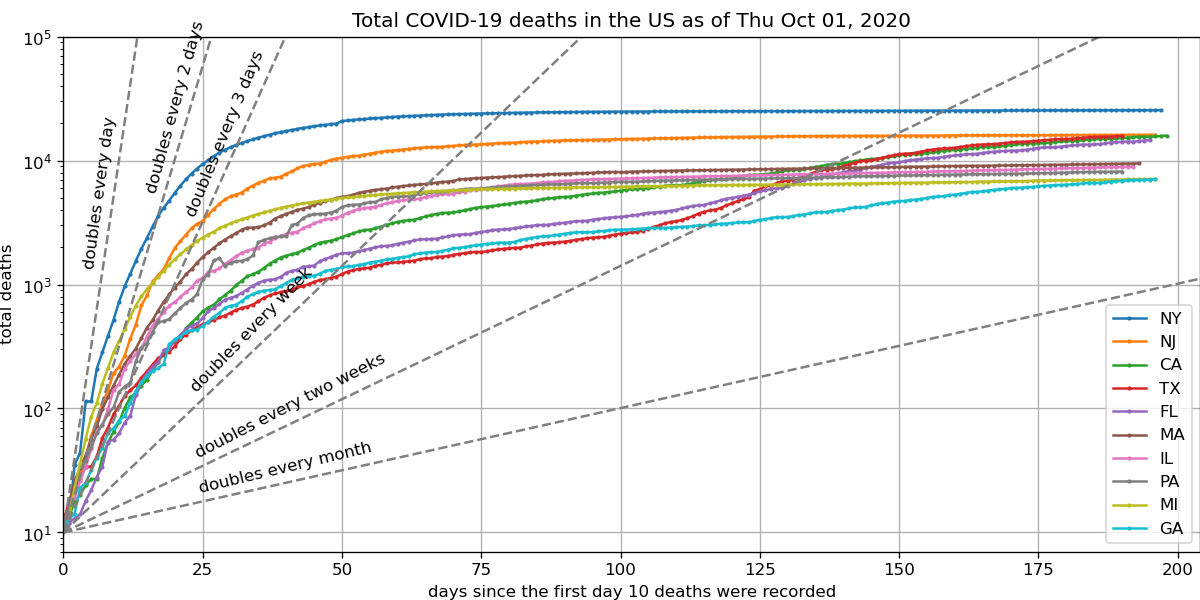 Total COVID-19 deaths in the US as of Thu Oct 01, 2020
total deaths
10⁵
10⁴
10³
10²
10¹
doubles every day
doubles every 2 days
doubles every 3 days
doubles every week
doubles every two weeks
doubles every month
NY
NJ
CA
TX
FL
MA
IL
PA
MI
GA
0 25 50 75 100 125 150 175 200
days since the first day 10 deaths were recorded